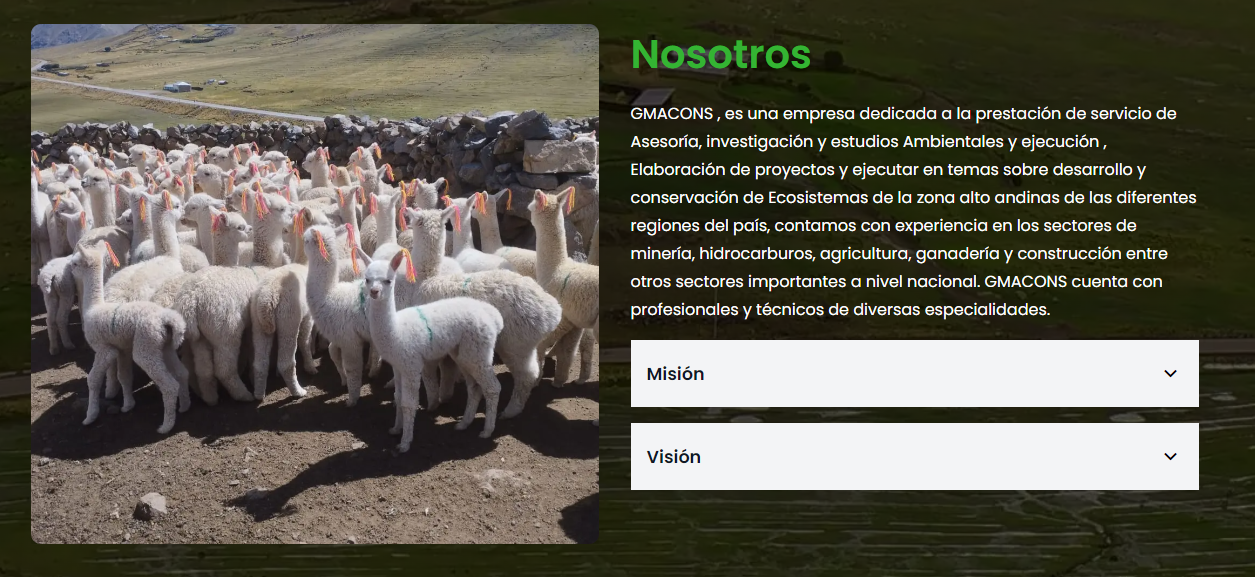 Nosotros
GMACONS , es una empresa dedicada a la prestación de servicio de
Asesoría, investigación y estudios Ambientales y ejecución ,
Elaboración de proyectos y ejecutar en temas sobre desarrollo y
conservación de Ecosistemas de la zona alto andinas de las diferentes
regiones del país, contamos con experiencia en los sectores de
minería, hidrocarburos, agricultura, ganadería y construcción entre
otros sectores importantes a nivel nacional. GMACONS cuenta con
profesionales y técnicos de diversas especialidades.
Misión
Visión